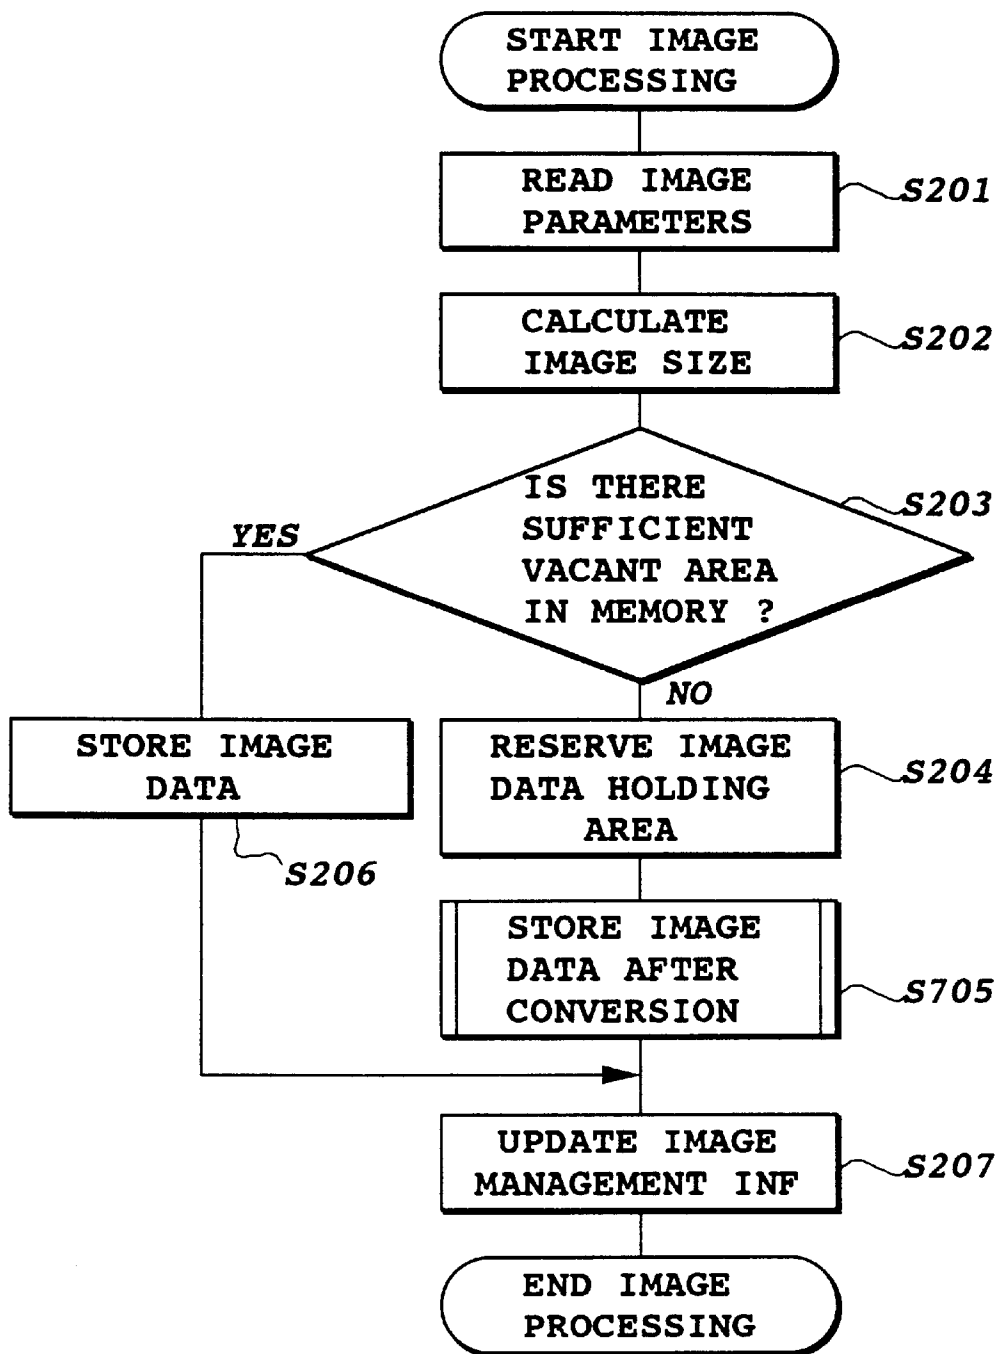 START IMAGE
PROCESSING
READ IMAGE
PARAMETERS
S201
CALCULATE
IMAGE SIZE
S202
IS THERE
SUFFICIENT
VACANT AREA
IN MEMORY ?
S203
YES
NO
STORE IMAGE
DATA
S206
RESERVE IMAGE
DATA HOLDING
AREA
S204
STORE IMAGE
DATA AFTER
CONVERSION
S705
UPDATE IMAGE
MANAGEMENT INF
S207
END IMAGE
PROCESSING